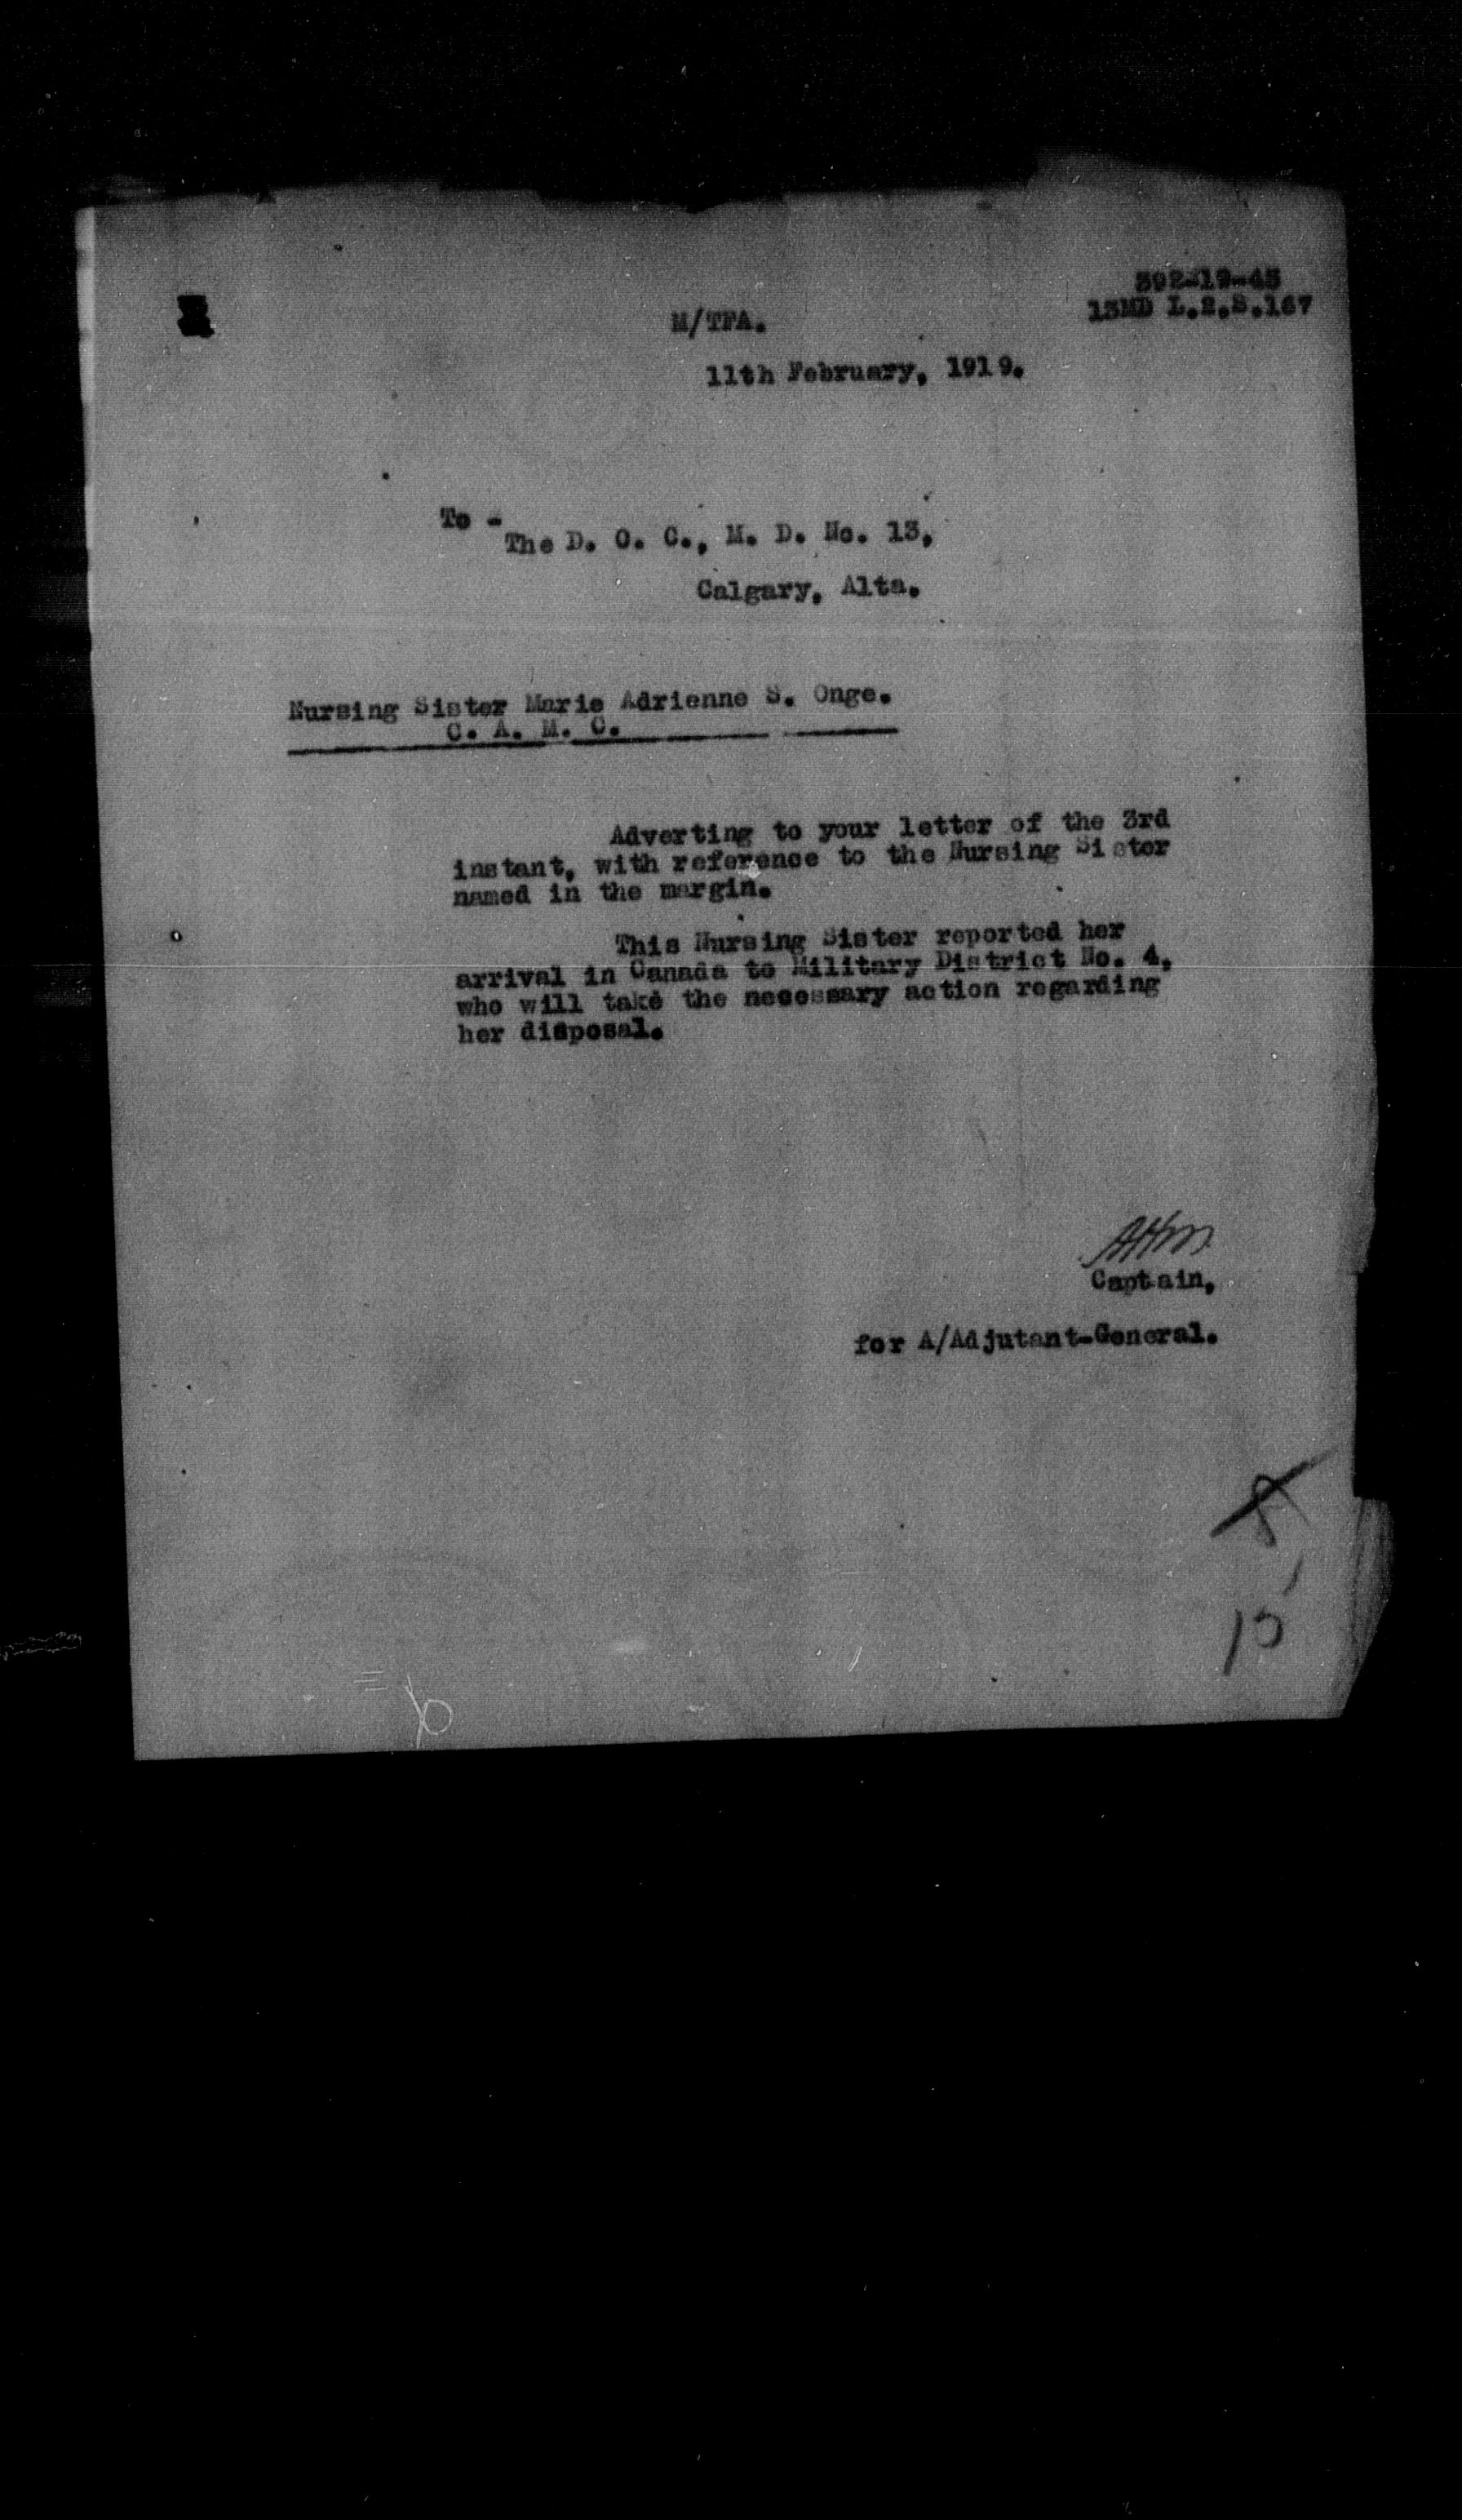 392-19-45
13MD L.2.S.167
M/TFA.
11th February, 1919.
To -
The D. O. C., M. D. No. 13,
Calgary, Alta.
Nursing Sister Marie Adrienne S. Onge.
C. A. M. C.
Adverting to your letter of the 3rd
instant, with reference to the Nursing Sister
named in the margin.
This Nursing Sister reported her
arrival in Canada to Military District No. 4,
who will take the necessary action regarding
her disposal.
Captain,
for A/Adjutant-General.
15